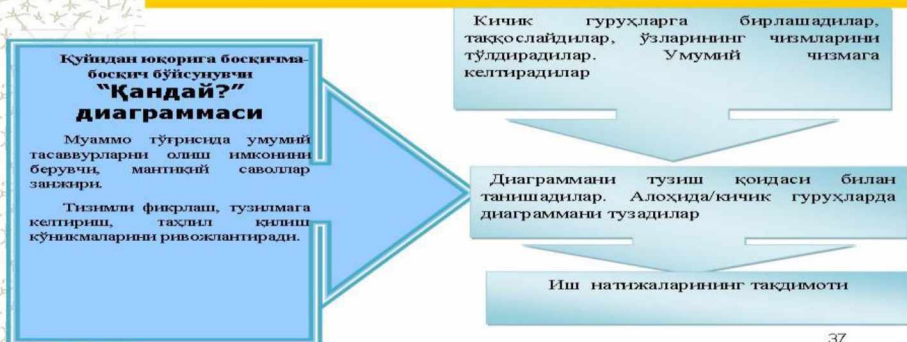 Қуйидан юқорига босқичма-
босқич бўйсунувчи
“Қандай?”
диаграммаси
Муаммо тўғрисида умумий
тасаввурларни олиш имконини
берувчи, мантиқий саволлар
занжири.
Тизимли фикрлаш, тузилмага
келтириш, таҳлил қилиш
кўникмаларини ривожлантиради.
Кичик гуруҳларга бирлашадилар,
таққослайдилар, ўзларининг чизмларини
тўлдирадилар. Умумий чизмага
келтирадилар
Диаграммани тузиш қоидаси билан
танишадилар. Алоҳида/кичик гуруҳларда
диаграммани тузадилар
Иш натижаларининг тақдимоти
37